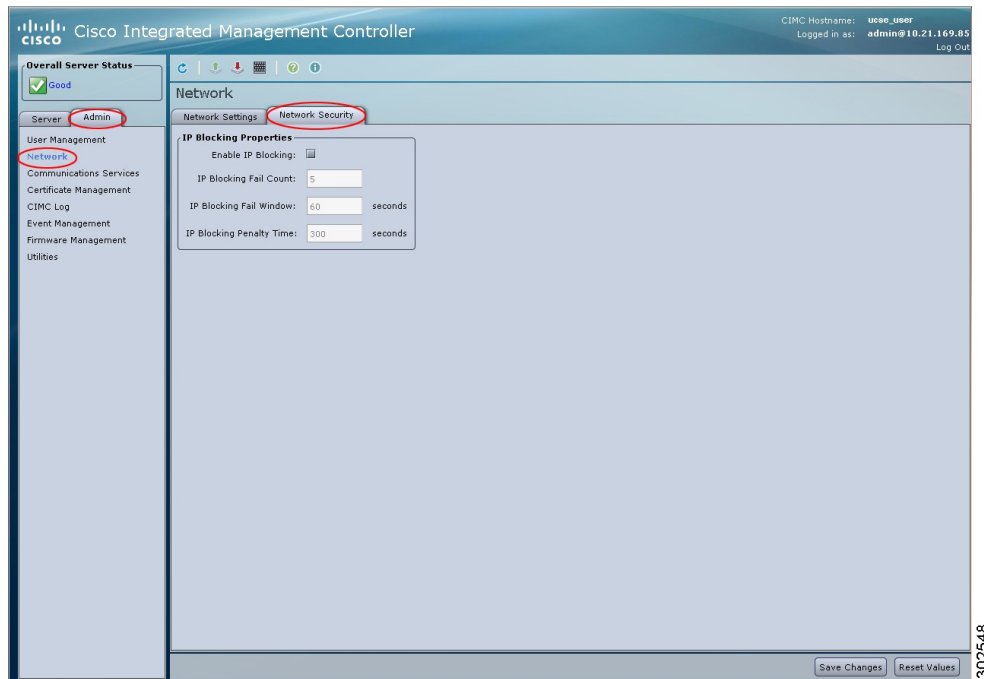 CISCO Cisco Integrated Management Controller
CIMC Hostname: ucse_user
Logged in as: admin@10.21.169.85
Log Out
Overall Server Status
Good
Server Admin
User Management
Network
Communications Services
Certificate Management
CIMC Log
Event Management
Firmware Management
Utilities
Network
Network Settings Network Security
IP Blocking Properties
Enable IP Blocking:
IP Blocking Fail Count: 5
IP Blocking Fail Window: 60 seconds
IP Blocking Penalty Time: 300 seconds
Save Changes Reset Values
302548